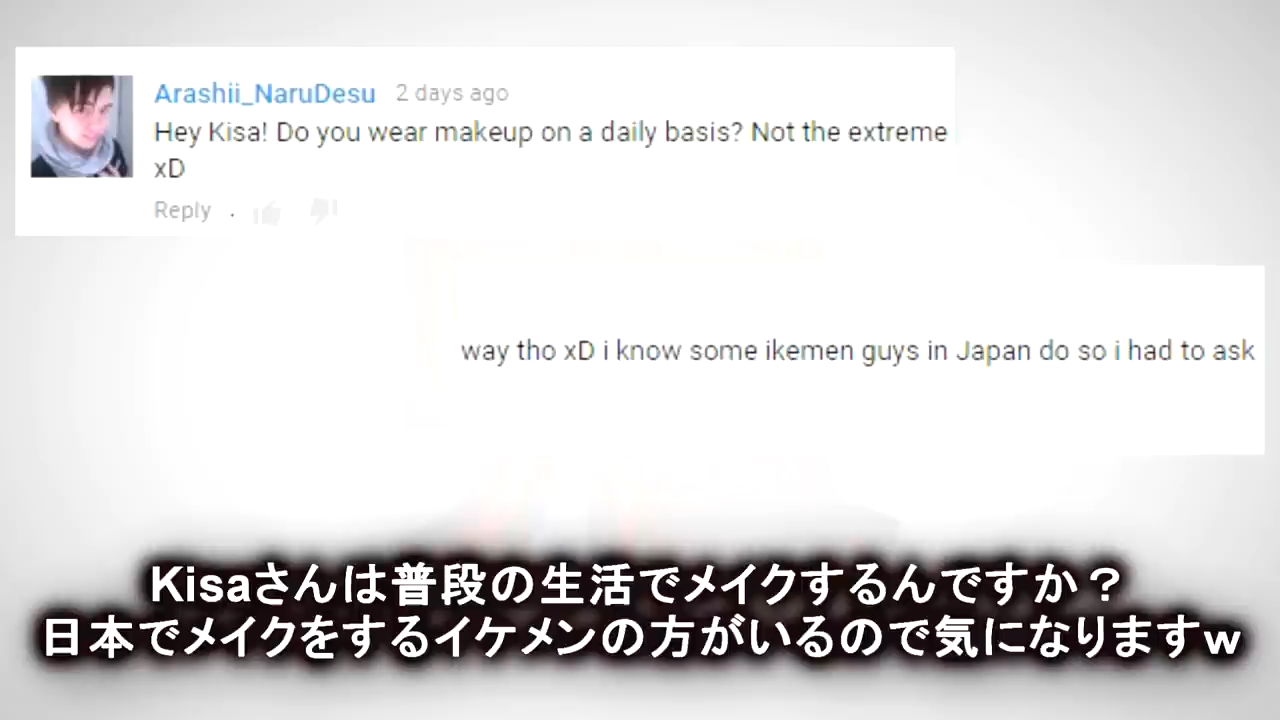 Arashii_NaruDesu 2 days ago
Hey Kisa! Do you wear makeup on a daily basis? Not the extreme
xD
Reply .
way tho xD i know some ikemen guys in Japan do so i had to ask
Kisaさんは普段の生活でメイクするんですか？
日本でメイクをするイケメンの方がいるので気になりますｗ